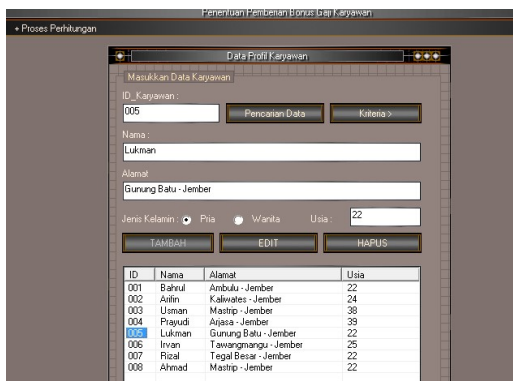 Penentuan Pemberian Bonus Gaji Karyawan
+ Proses Perhitungan
Data Profil Karyawan
Masukkan Data Karyawan
ID_Karyawan :
005 Pencarian Data Kriteria >
Nama :
Lukman
Alamat
Gunung Batu - Jember
Jenis Kelamin : Pria Wanita Usia : 22
TAMBAH EDIT HAPUS
ID Nama Alamat Usia
001 Bahrul Ambulu - Jember 22
002 Arifin Kaliwates - Jember 24
003 Usman Mastrip - Jember 38
004 Prayudi Arjasa - Jember 39
005 Lukman Gunung Batu - Jember 22
006 Irvan Tawangmangu - Jember 25
007 Rizal Tegal Besar - Jember 22
008 Ahmad Mastrip - Jember 22